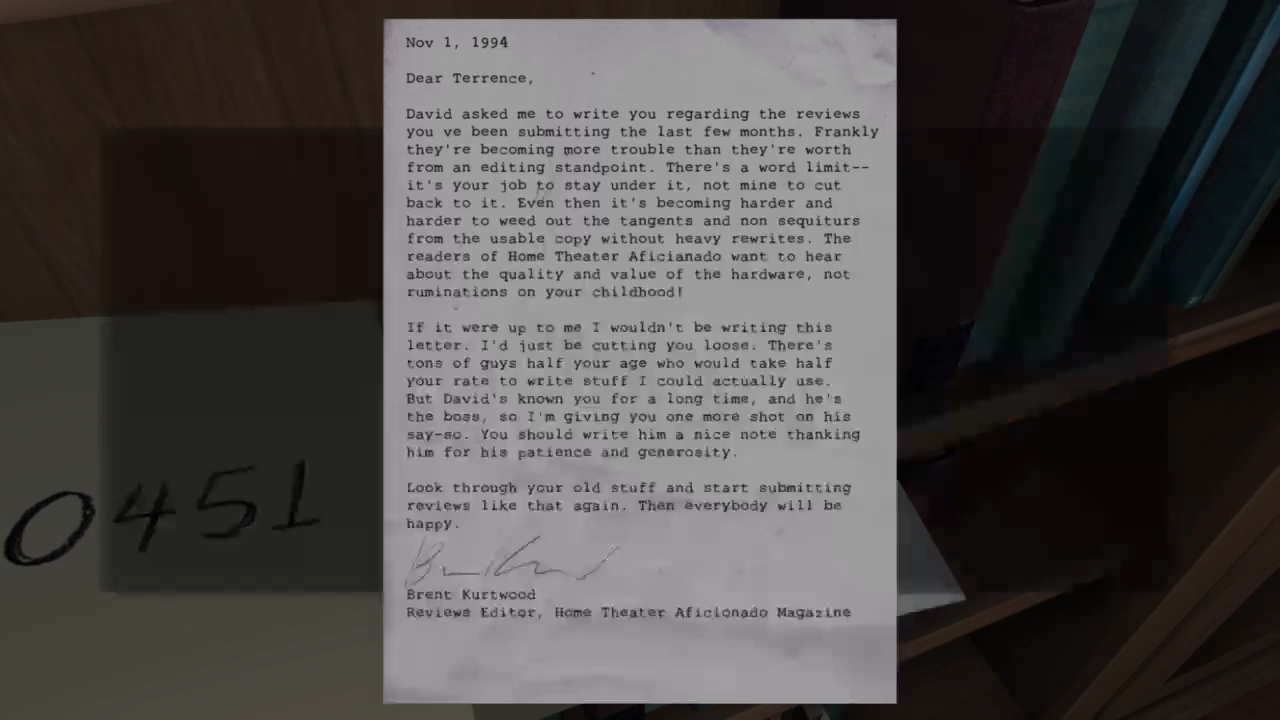 Nov 1, 1994
Dear Terrence,
David asked me to write you regarding the reviews
you ve been submitting the last few months. Frankly
they're becoming more trouble than they're worth
from an editing standpoint. There's a word limit--
it's your job to stay under it, not mine to cut
back to it. Even then it's becoming harder and
harder to weed out the tangents and non sequiturs
from the usable copy without heavy rewrites. The
readers of Home Theater Aficianado want to hear
about the quality and value of the hardware, not
ruminations on your childhood!
If it were up to me I wouldn't be writing this
letter. I'd just be cutting you loose. There's
tons of guys half your age who would take half
your rate to write stuff I could actually use.
But David's known you for a long time, and he's
the boss, so I'm giving you one more shot on his
say-so. You should write him a nice note thanking
him for his patience and generosity.
Look through your old stuff and start submitting
reviews like that again. Then everybody will be
happy.
Brent Kurtwood
Reviews Editor, Home Theater Aficionado Magazine
0451